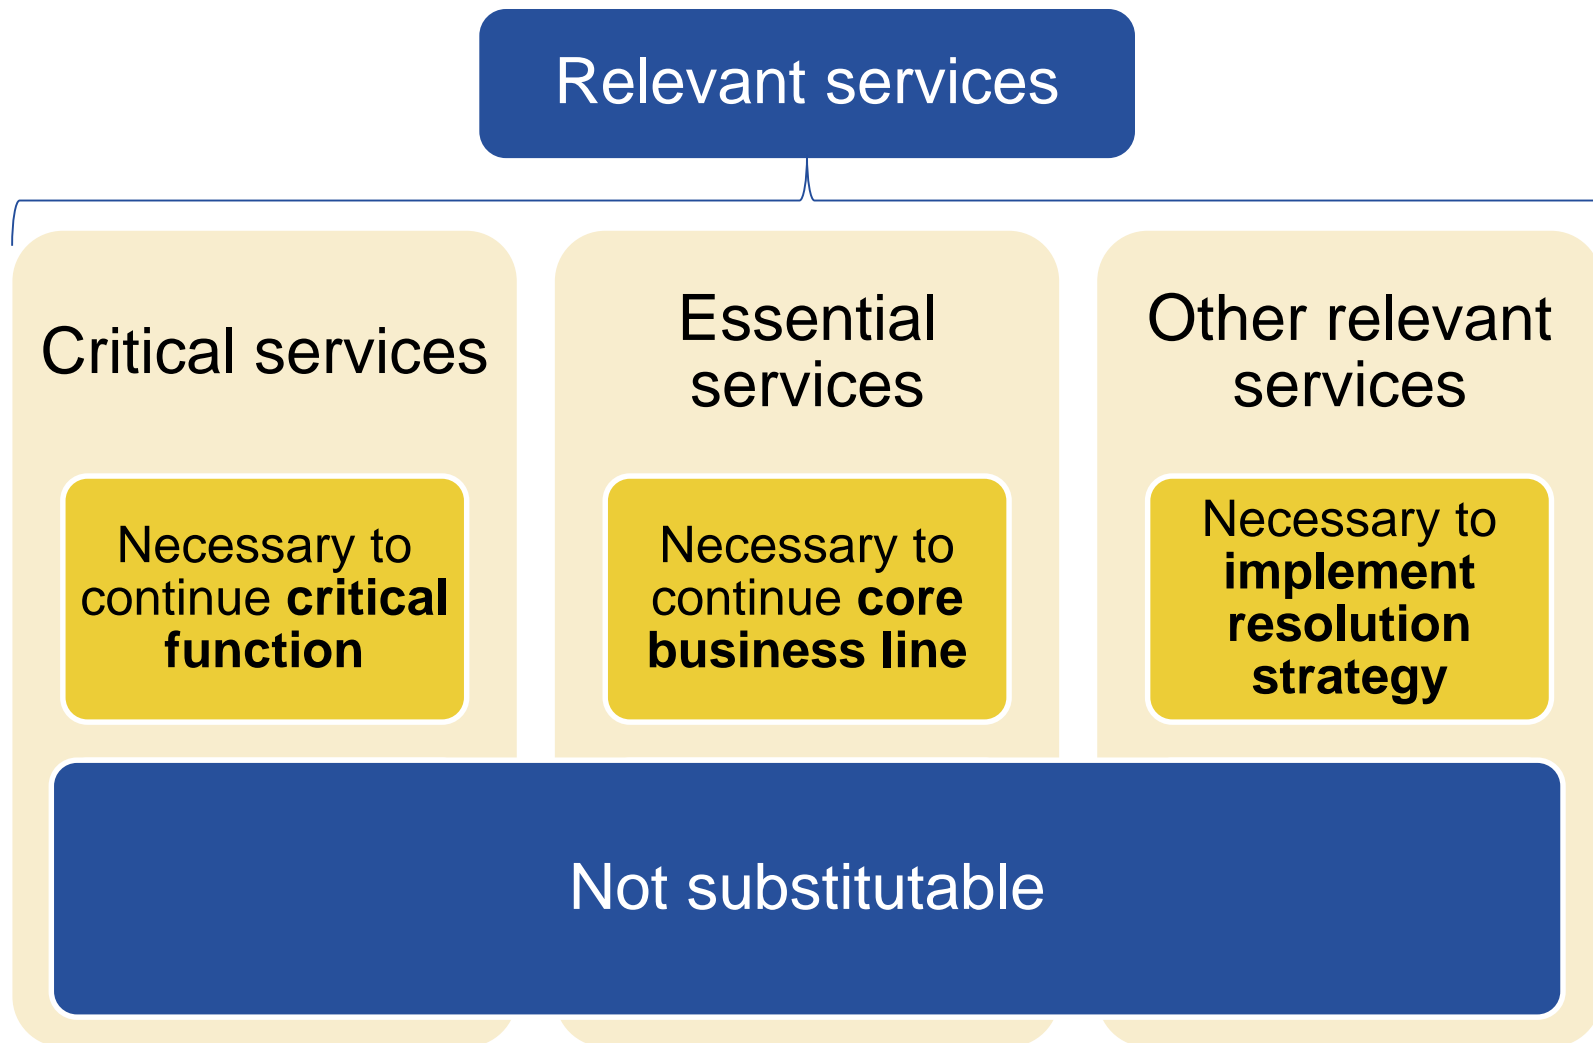 Relevant services
Critical services
Necessary to
continue critical
function
Essential
services
Necessary to
continue core
business line
Other relevant
services
Necessary to
implement
resolution
strategy
Not substitutable